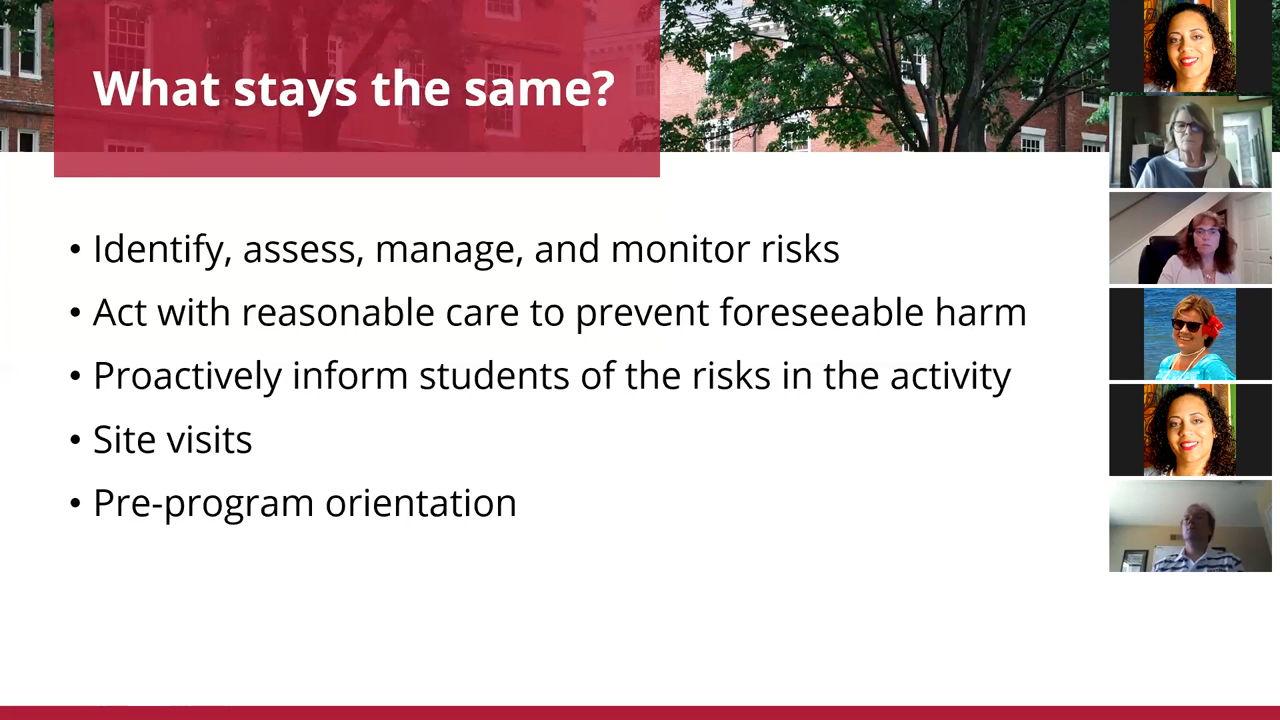 What stays the same?
• Identify, assess, manage, and monitor risks
• Act with reasonable care to prevent foreseeable harm
• Proactively inform students of the risks in the activity
• Site visits
• Pre-program orientation